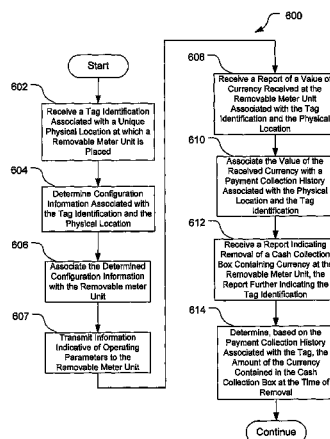 600
Start
602
Receive a Tag Identification
Associated with a Unique
Physical Location at which a
Removable Meter Unit is
Placed
604
Determine Configuration
Information Associated with
the Tag Identification and the
Physical Location
606
Associate the Determined
Configuration Information
with the Removable meter
Unit
607
Transmit Information
Indicative of Operating
Parameters to the Removable
Meter Unit
608
Receive a Report of a Value of
Currency Received at the
Removable Meter Unit
Associated with the Tag
Identification and the Physical
Location
610
Associate the Value of the
Received Currency with a
Payment Collection History
Associated with the Physical
Location and the Tag
Identification
612
Receive a Report Indicating
Removal of a Cash Collection
Box Containing Currency at the
Removable Meter Unit, the
Report Further Indicating the
Tag Identification
614
Determine, based on the
Payment Collection History
Associated with the Tag, the
Amount of the Currency
Contained in the Cash
Collection Box at the Time of
Removal
Continue